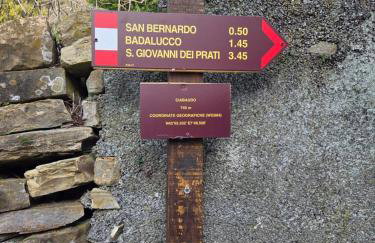 SAN BERNARDO 0.50
BADALUCCO 1.45
S. GIOVANNI DEI PRATI 3.45
CIABAUDO
m
COORDINATE GEOGRAFICHE (WGS84)